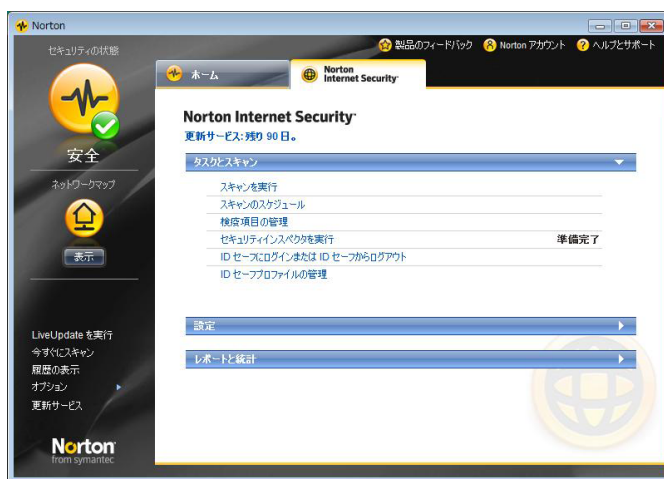 Norton
製品のフィードバック Norton アカウント ヘルプとサポート
セキュリティの状態
安全
ネットワークマップ
表示
LiveUpdate を実行
今すぐにスキャン
履歴の表示
オプション
更新サービス
Norton
from symantec
ホーム
Norton
Internet Security
Norton Internet Security
更新サービス: 残り 90 日。
タスクとスキャン
スキャンを実行
スキャンのスケジュール
検疫項目の管理
セキュリティインスペクタを実行 準備完了
ID セーフにログインまたは ID セーフからログアウト
ID セーフプロファイルの管理
設定
レポートと統計